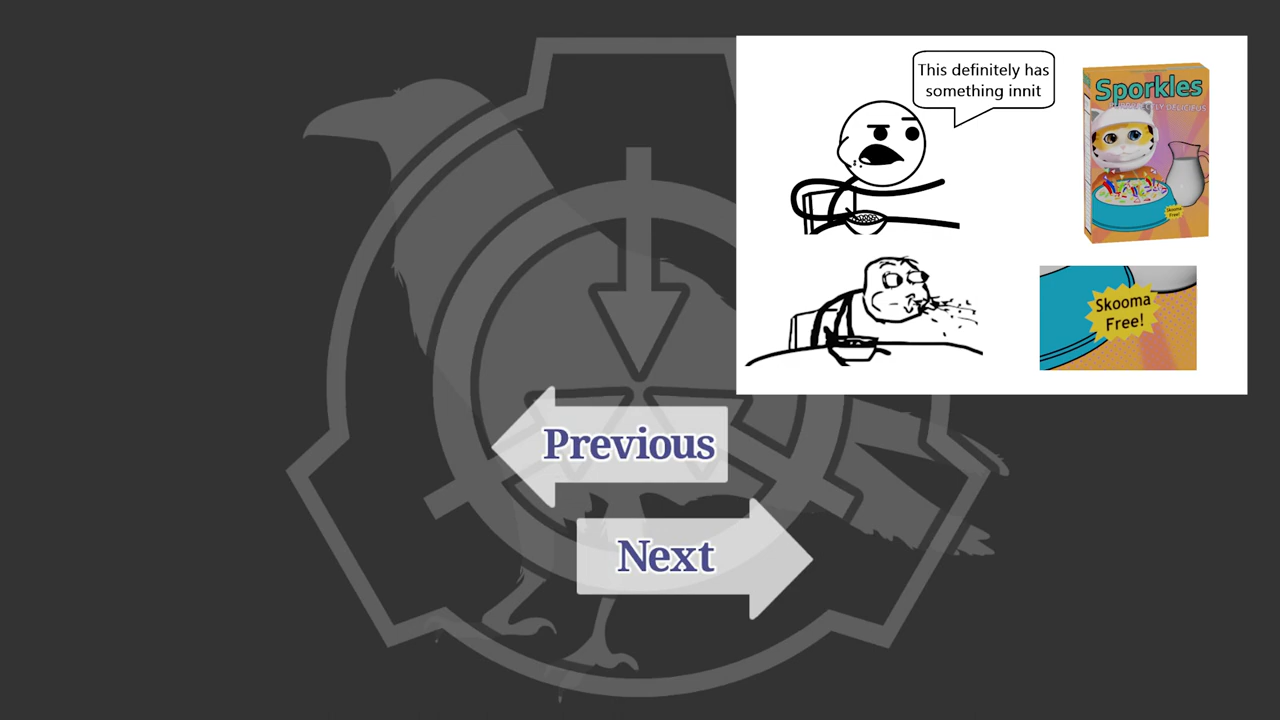 This definitely has
something innit
Sporkles
Skooma
Free!
Skooma
Free!
Previous
Next